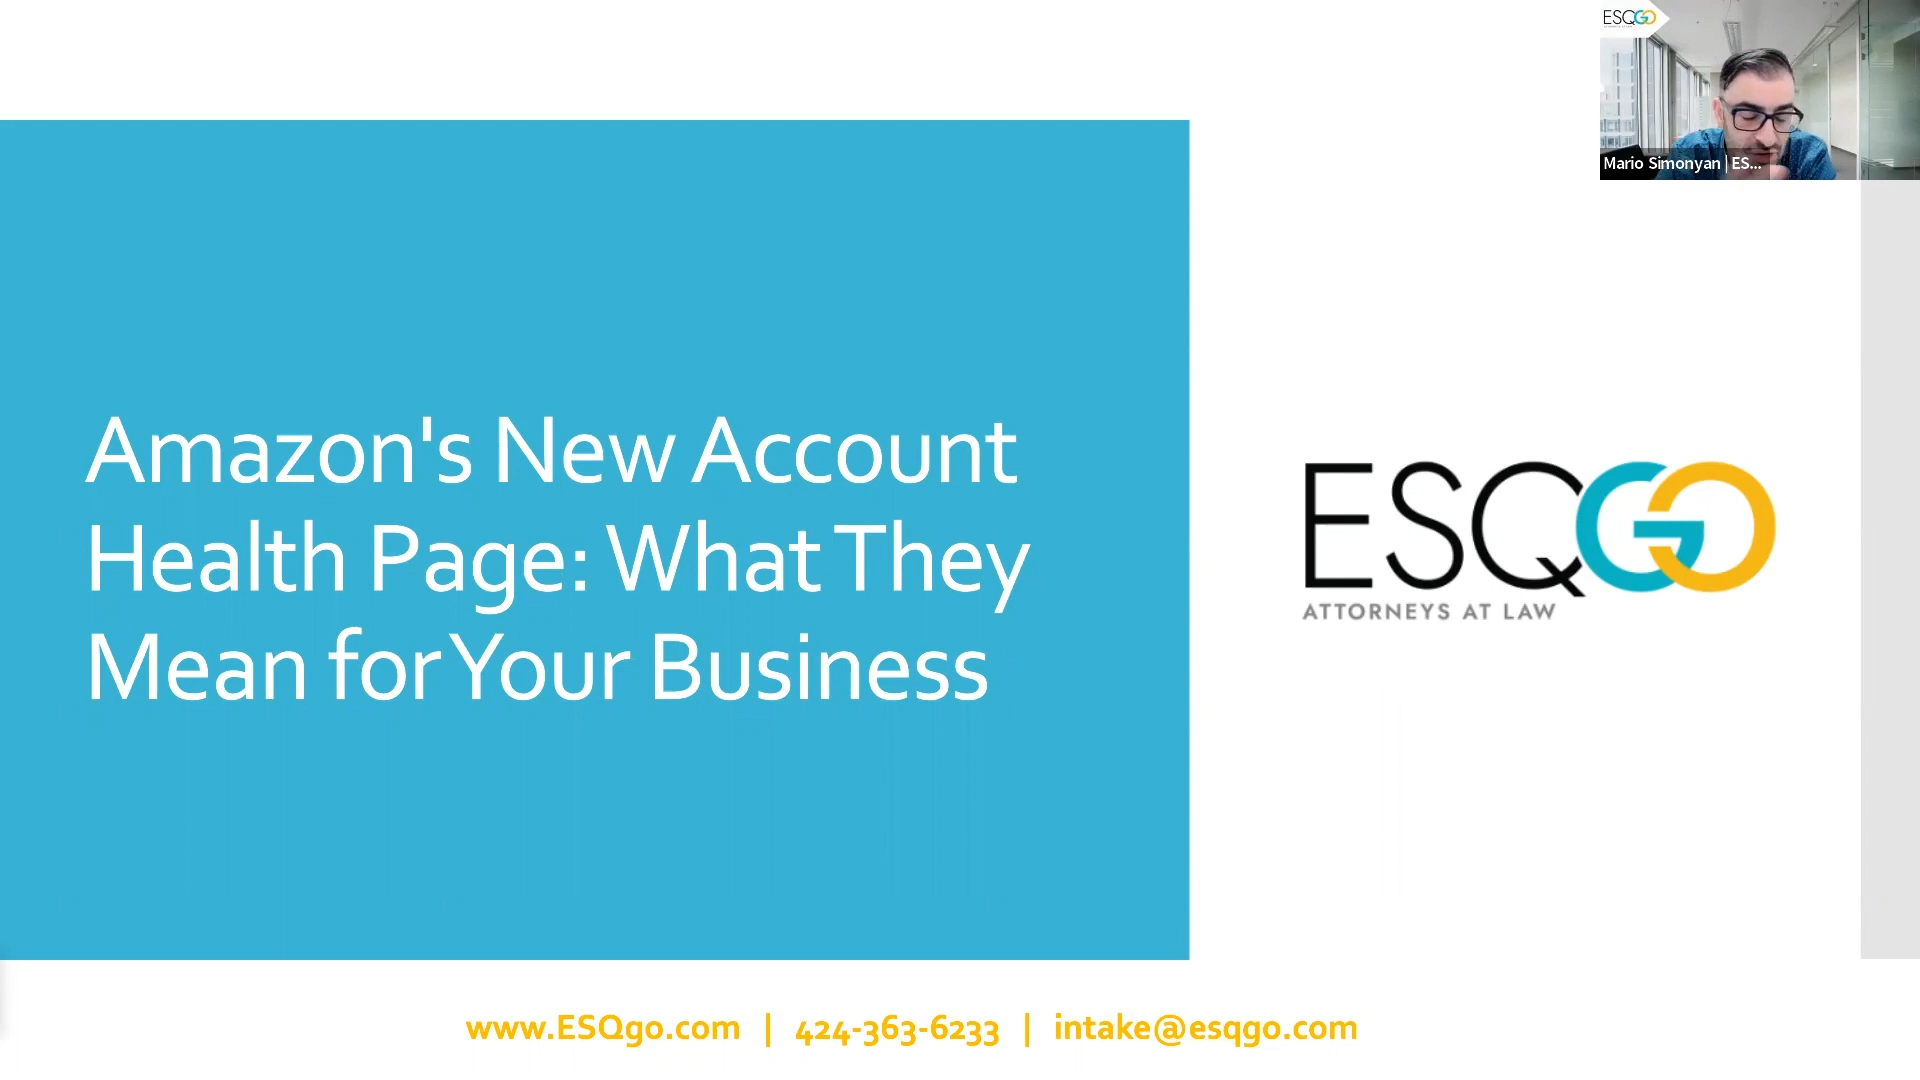 ESQGO
Mario Simonyan | ES...
Amazon's New Account
Health Page: What They
Mean for Your Business
ESQGO
ATTORNEYS AT LAW
www.ESQgo.com | 424-363-6233 | intake@esqgo.com